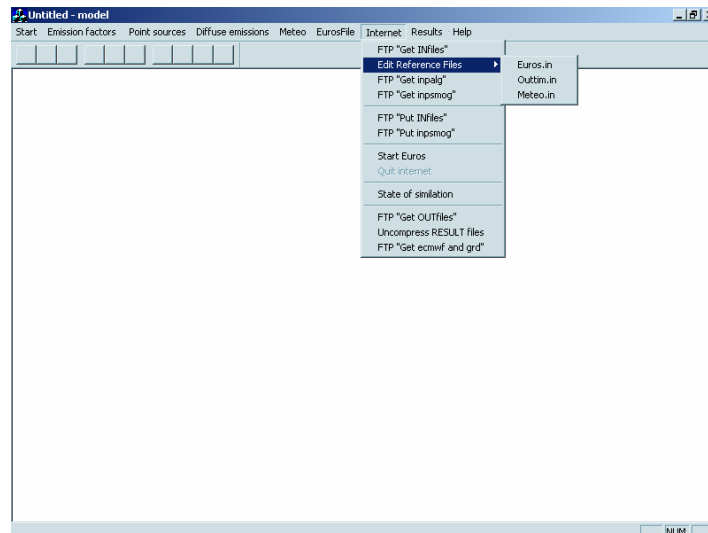 Untitled - model
Start Emission factors Point sources Diffuse emissions Meteo EurosFile Internet Results Help
FTP "Get INfiles"
Edit Reference Files
Euros.in
FTP "Get inpalg"
Outtim.in
FTP "Get inpsmog"
Meteo.in
FTP "Put INfiles"
FTP "Put inpsmog"
Start Euros
Quit internet
State of similation
FTP "Get OUTfiles"
Uncompress RESULT files
FTP "Get ecmwf and grd"
NUM